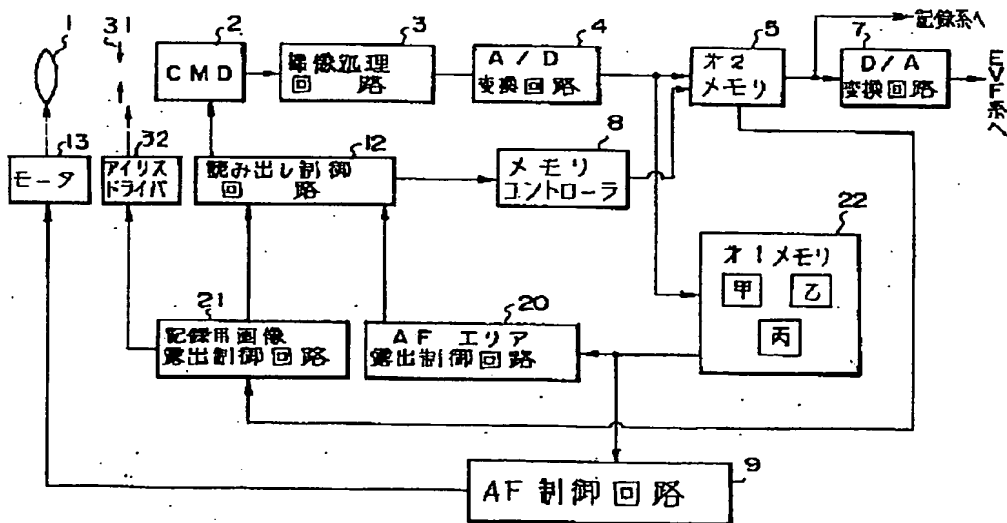 1
31
2
3
4
5
7
→記録系へ
CMD
撮像処理
回路
A/D
変換回路
オ2
メモリ
D/A
変換回路
EVF系へ
13
32
12
8
モータ
アイリス
ドライバ
読み出し制御
回路
メモリ
コントローラ
22
オ1メモリ
甲
乙
丙
21
20
記録用画像
露出制御回路
AF エリア
露出制御回路
9
AF制御回路